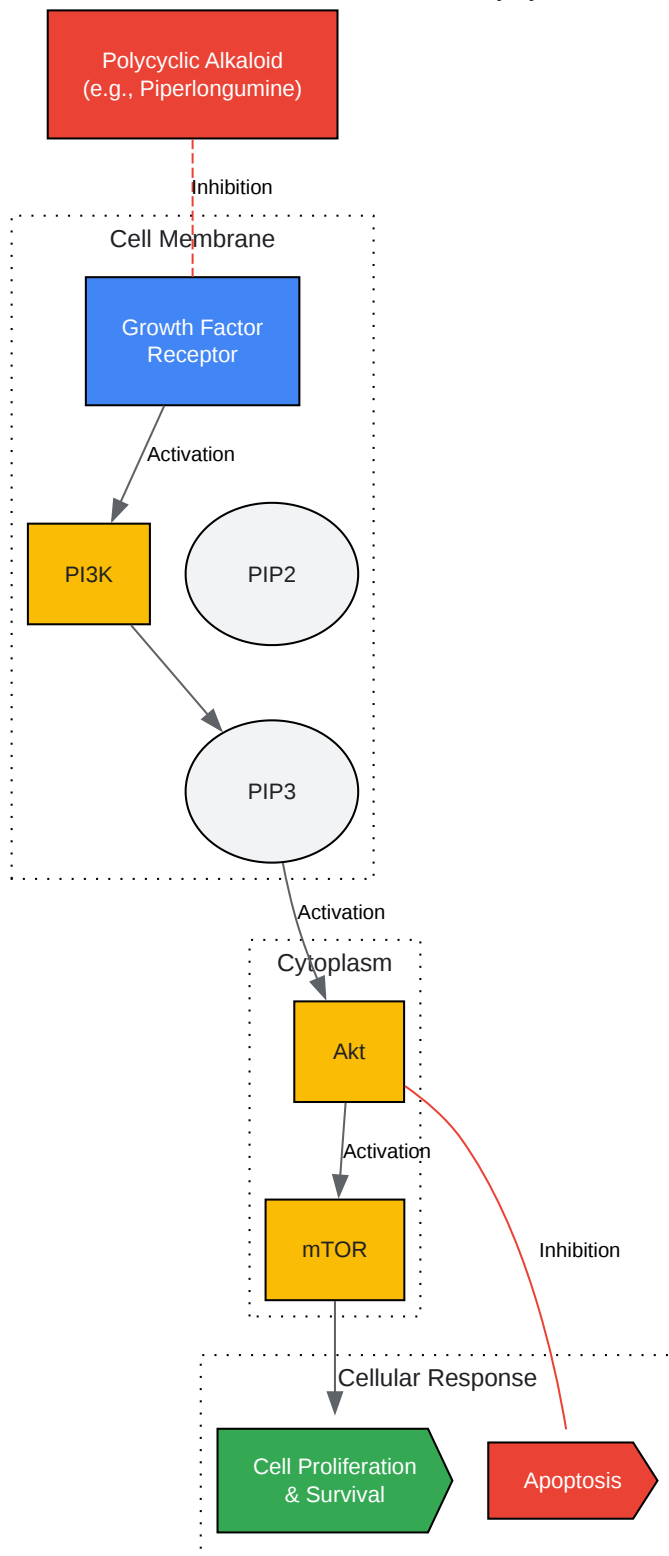 Polycyclic Alkaloid
(e.g., Piperlongumine)
Inhibition
Cell Membrane
Growth Factor
Receptor
Activation
PI3K
PIP2
PIP3
Activation
Cytoplasm
Akt
Activation
mTOR
Inhibition
Cellular Response
Cell Proliferation
& Survival
Apoptosis